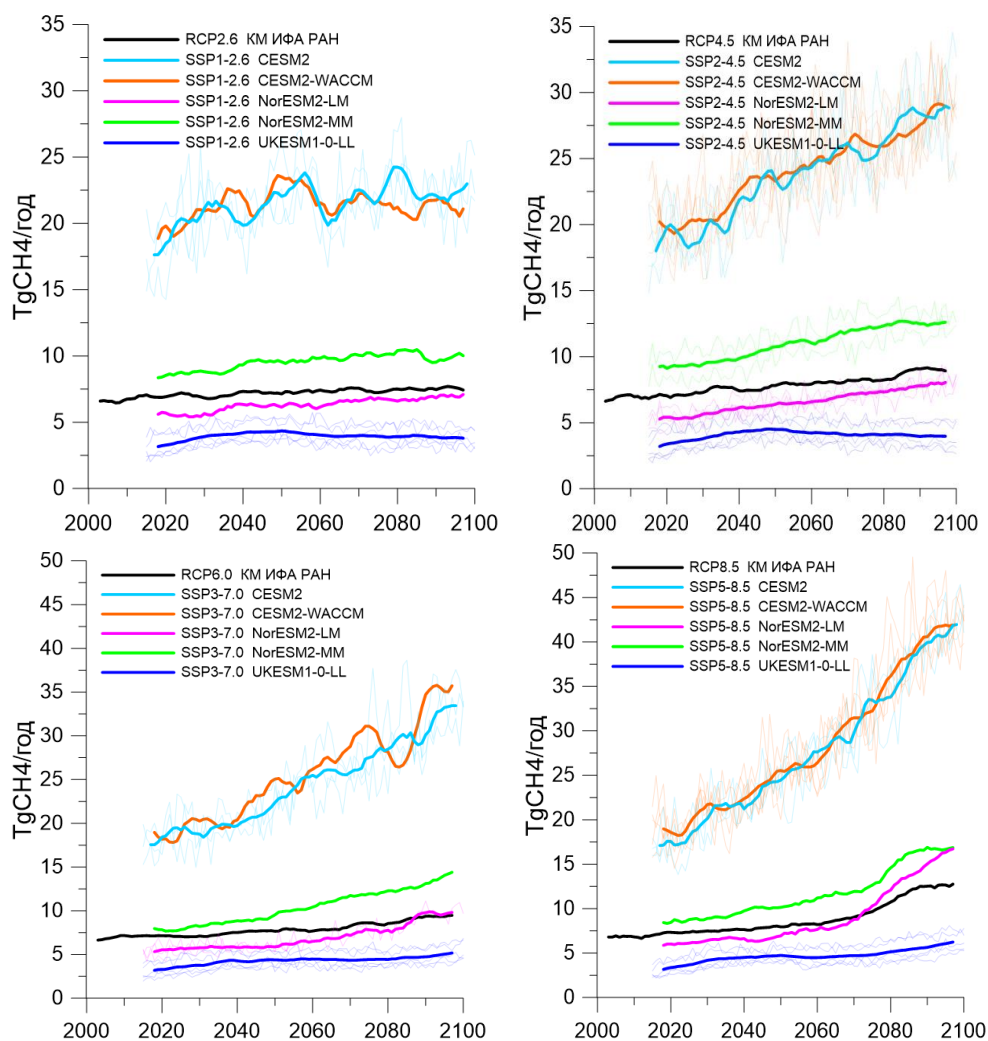 TgCH4/год
35
30
25
20
15
10
5
0
RCP2.6 КМ ИФА РАН
SSP1-2.6 CESM2
SSP1-2.6 CESM2-WACCM
SSP1-2.6 NorESM2-LM
SSP1-2.6 NorESM2-MM
SSP1-2.6 UKESM1-0-LL
2000 2020 2040 2060 2080 2100
TgCH4/год
35
30
25
20
15
10
5
0
RCP4.5 КМ ИФА РАН
SSP2-4.5 CESM2
SSP2-4.5 CESM2-WACCM
SSP2-4.5 NorESM2-LM
SSP2-4.5 NorESM2-MM
SSP2-4.5 UKESM1-0-LL
2000 2020 2040 2060 2080 2100
TgCH4/год
50
45
40
35
30
25
20
15
10
5
0
RCP6.0 КМ ИФА РАН
SSP3-7.0 CESM2
SSP3-7.0 CESM2-WACCM
SSP3-7.0 NorESM2-LM
SSP3-7.0 NorESM2-MM
SSP3-7.0 UKESM1-0-LL
2000 2020 2040 2060 2080 2100
TgCH4/год
50
45
40
35
30
25
20
15
10
5
0
RCP8.5 КМ ИФА РАН
SSP5-8.5 CESM2
SSP5-8.5 CESM2-WACCM
SSP5-8.5 NorESM2-LM
SSP5-8.5 NorESM2-MM
SSP5-8.5 UKESM1-0-LL
2000 2020 2040 2060 2080 2100